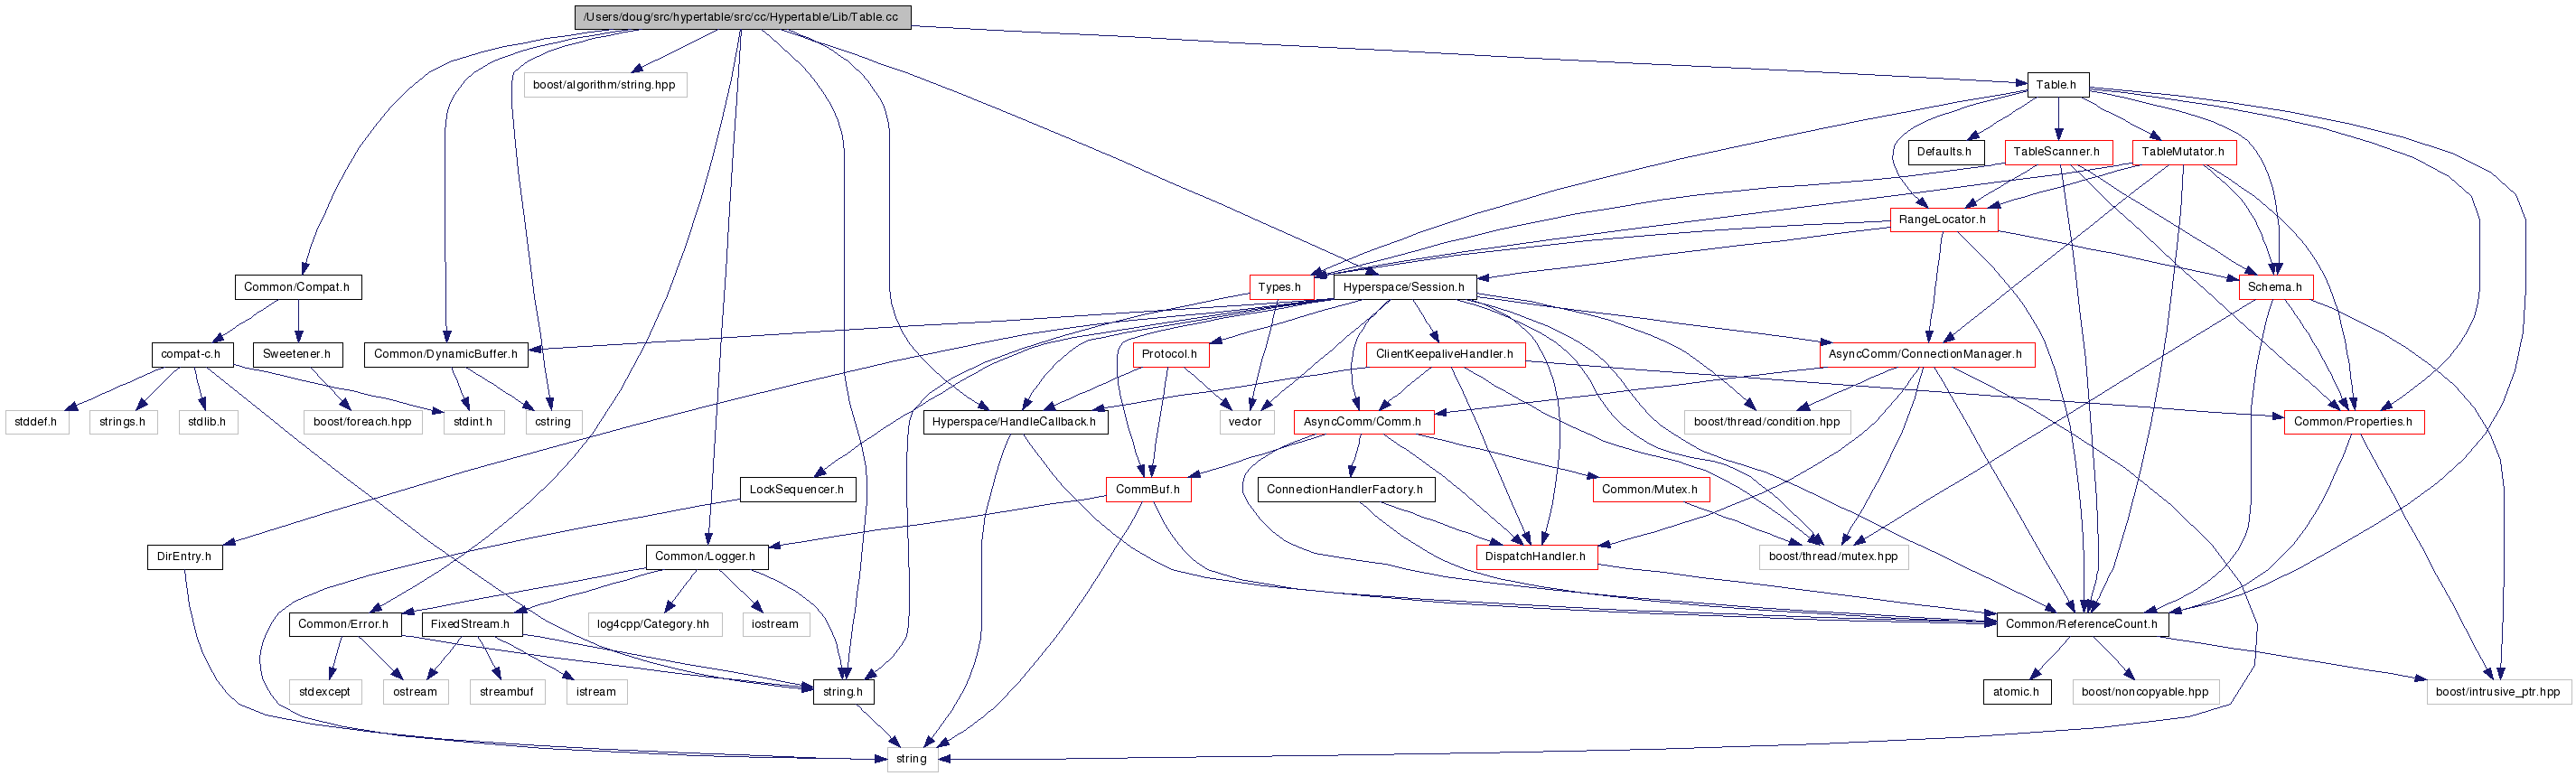 /Users/doug/src/hypertable/src/cc/Hypertable/Lib/Table.cc
boost/algorithm/string.hpp
Table.h
Defaults.h
TableScanner.h
TableMutator.h
RangeLocator.h
Common/Compat.h
Types.h
Hyperspace/Session.h
Schema.h
compat-c.h
Sweetener.h
Common/DynamicBuffer.h
Protocol.h
ClientKeepaliveHandler.h
AsyncComm/ConnectionManager.h
stddef.h
strings.h
stdlib.h
boost/foreach.hpp
stdint.h
cstring
Hyperspace/HandleCallback.h
vector
AsyncComm/Comm.h
boost/thread/condition.hpp
Common/Properties.h
LockSequencer.h
CommBuf.h
ConnectionHandlerFactory.h
Common/Mutex.h
DirEntry.h
Common/Logger.h
DispatchHandler.h
boost/thread/mutex.hpp
Common/Error.h
FixedStream.h
log4cpp/Category.hh
iostream
Common/ReferenceCount.h
stdexcept
ostream
streambuf
istream
string.h
atomic.h
boost/noncopyable.hpp
boost/intrusive_ptr.hpp
string